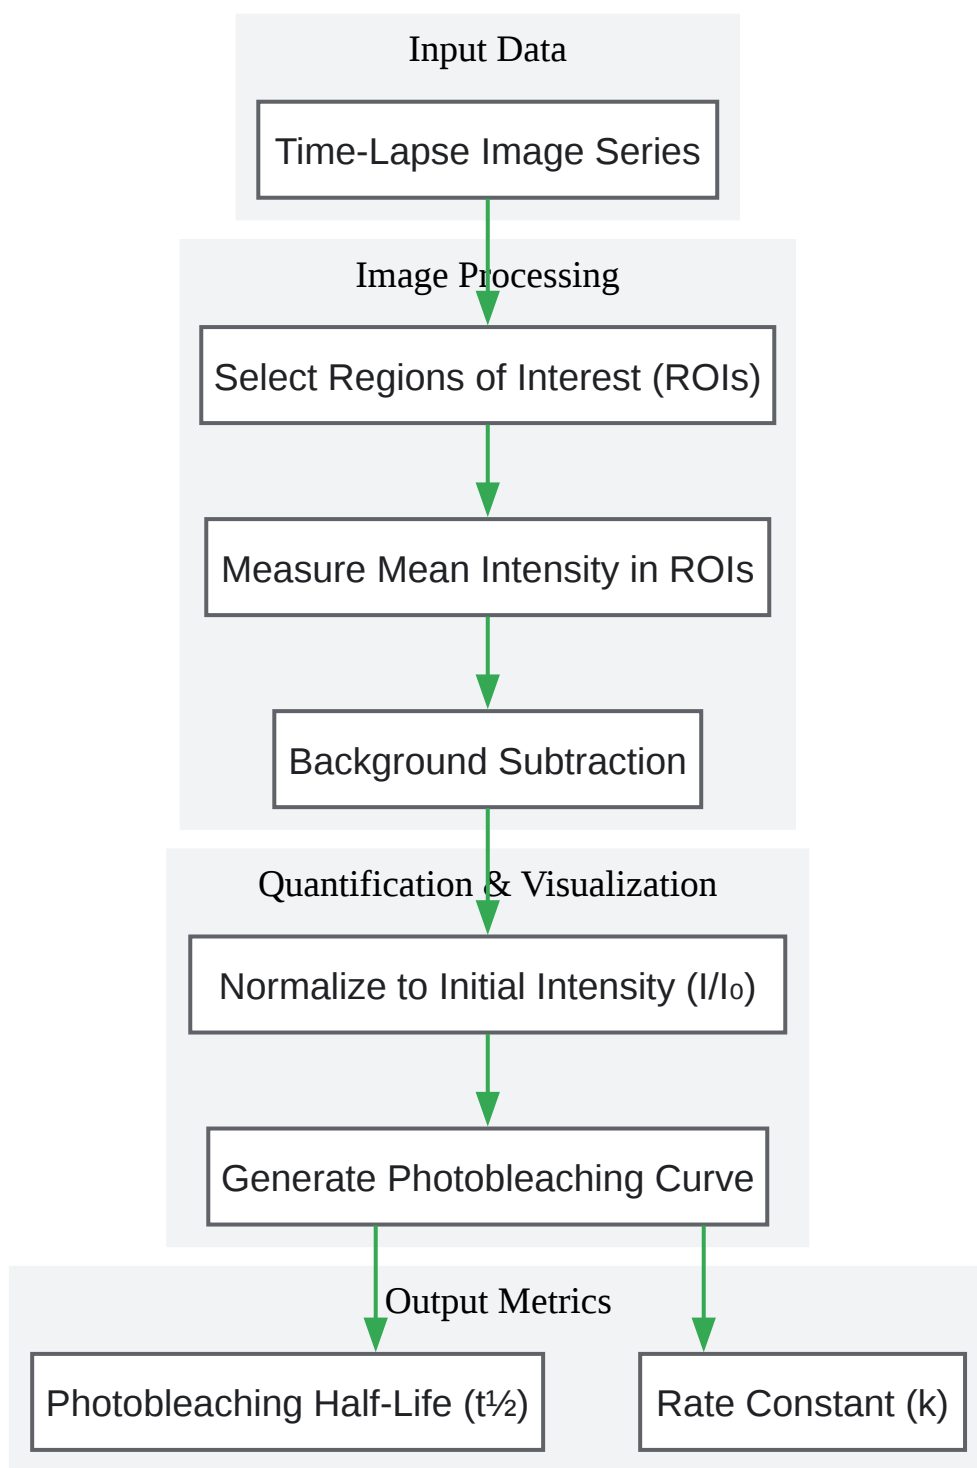 Input Data
Time-Lapse Image Series
Image Processing
Select Regions of Interest (ROIs)
Measure Mean Intensity in ROIs
Background Subtraction
Quantification & Visualization
Normalize to Initial Intensity (I/I₀)
Generate Photobleaching Curve
Output Metrics
Photobleaching Half-Life (t½)
Rate Constant (k)